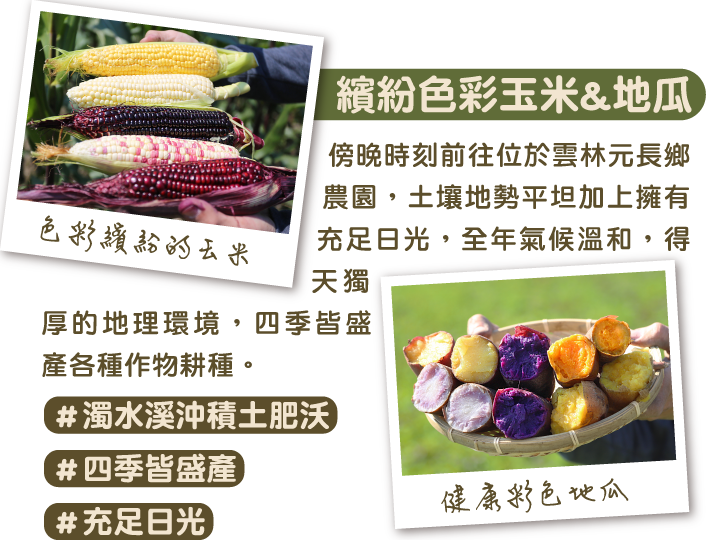 繽紛色彩玉米&地瓜
傍晚時刻前往位於雲林元長鄉
農園，土壤地勢平坦加上擁有
充足日光，全年氣候溫和，得
天獨
厚的地理環境，四季皆盛
產各種作物耕種。
色彩繽紛的玉米
#濁水溪沖積土肥沃
#四季皆盛產
#充足日光
健康彩色地瓜